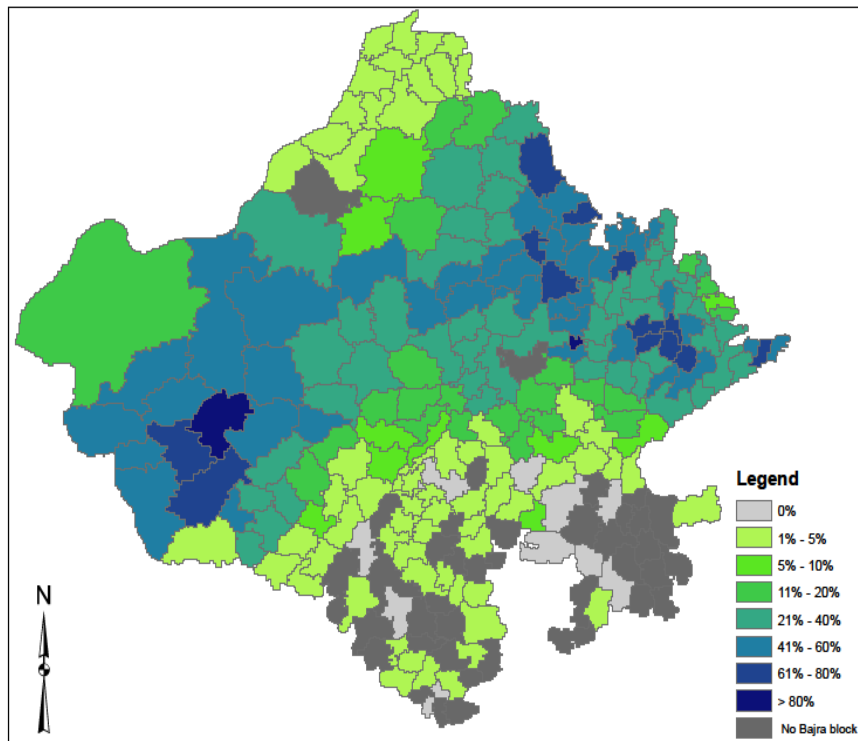 N
Legend
0%
1% - 5%
5% - 10%
11% - 20%
21% - 40%
41% - 60%
61% - 80%
> 80%
No Bajra block